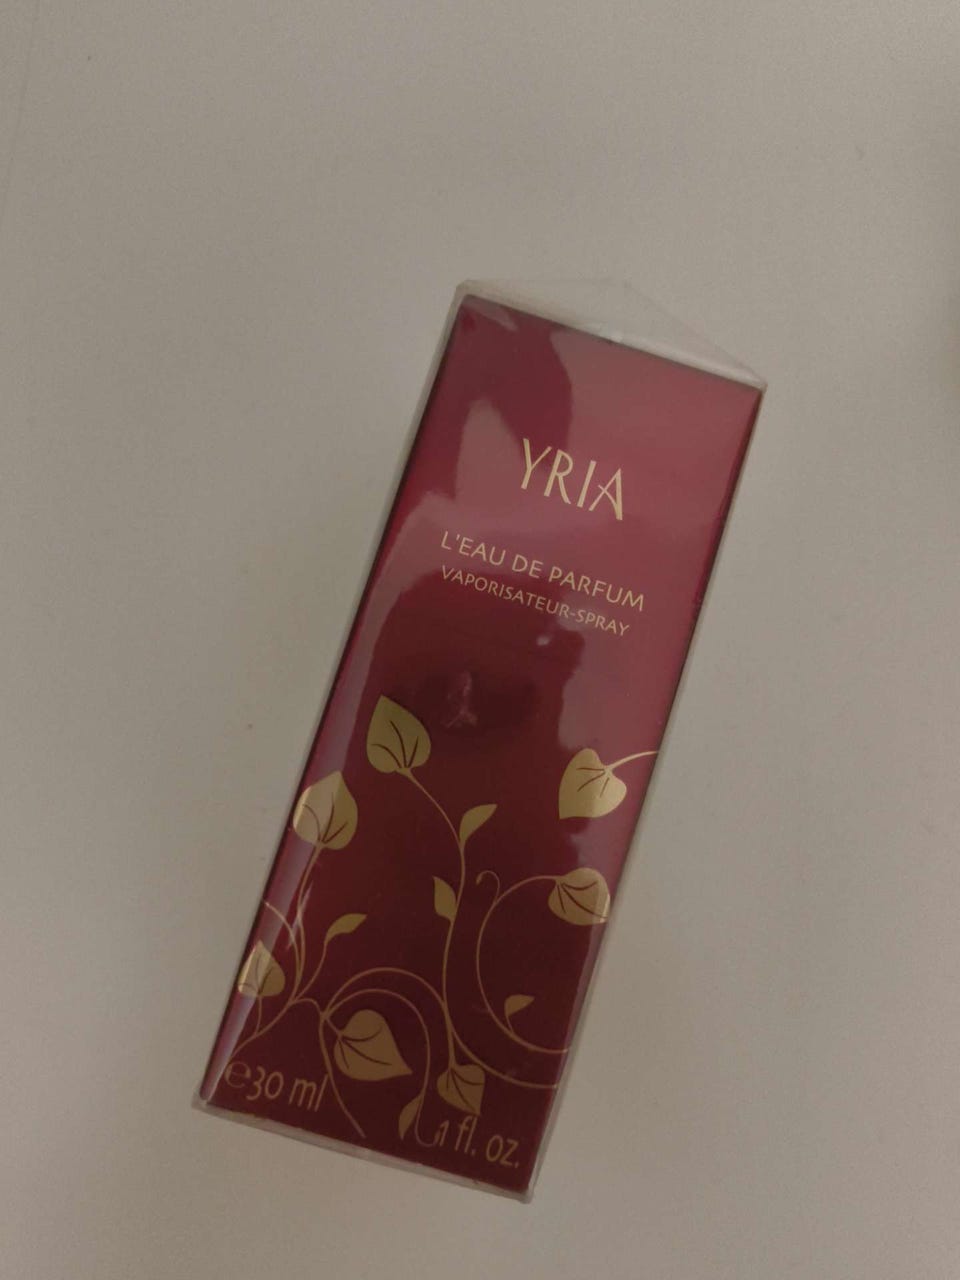 YRIA
L'EAU DE PARFUM
VAPORISATEUR-SPRAY
℮30 ml
1 fl. oz.